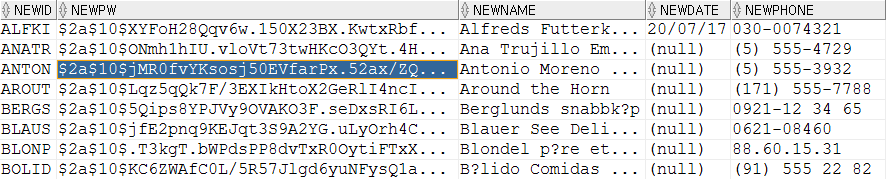 NEWID NEWPW NEWNAME NEWDATE NEWPHONE
ALFKI $2a$10$XYFoH28Qqv6w.150X23BX.KwtxRbf... Alfreds Futterk... 20/07/17 030-0074321
ANATR $2a$10$ONmh1hIU.vloVt73twHKcO3QYt.4H... Ana Trujillo Em... (null) (5) 555-4729
ANTON $2a$10$jMR0fvYKsosj50EVfarPx.52ax/ZQ... Antonio Moreno ... (null) (5) 555-3932
AROUT $2a$10$Lqz5qQk7F/3EXIkHtoX2GeRlI4ncI... Around the Horn (null) (171) 555-7788
BERGS $2a$10$5Qips8YPJVy9OVAKO3F.seDxsRI6L... Berglunds snabbk?p (null) 0921-12 34 65
BLAUS $2a$10$jfE2pnq9KEJqt3S9A2YG.uLyOrh4C... Blauer See Deli... (null) 0621-08460
BLONP $2a$10$.T3kgT.bWPdsPP8dvTxR0OytiFTxX... Blondel p?re et... (null) 88.60.15.31
BOLID $2a$10$KC6ZWAfC0L/5R57Jlgd6yuNFysQ1a... B?lido Comidas ... (null) (91) 555 22 82